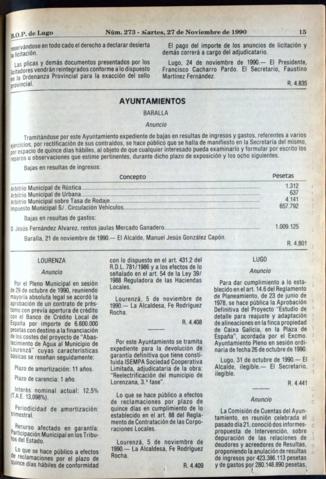 B.O.P. de Lugo
Núm. 273 - Martes, 27 de Noviembre de 1990
15
reservándose en todo cada el derecho a declarar desierta
la licitación.
Las plicas y demás documentos presentados por los
licitadores vendrán reintegrados conforme a lo dispuesto
en la Ordenanza Provincial para la exacción del sello
provincial.
El pago del importe de los anuncios de licitación y
demás correrá a cargo del adjudicatario.
Lugo, 24 de noviembre de 1990.— El Presidente,
Francisco Cacharro Pardo. El Secretario, Faustino
Martínez Fernández.
R. 4.835
AYUNTAMIENTOS
BARALLA
Anuncio
Tramitándose por este Ayuntamiento expediente de bajas en resultas de ingresos y gastos, referentes a varios
ejercicios, por rectificación de sus contraídos, se hace público que se halla de manifiesto en la Secretaría del mismo,
por espacio de quince días hábiles, al objeto de que cualquier interesado pueda examinarlo y formular por escrito los
reparos u observaciones que estime pertinentes, durante dicho plazo de exposición y los ocho siguientes.
Bajas en resultas de ingresos:
Concepto Pesetas
Arbitrio Municipal de Rústica 1.312
Arbitrio Municipal de Urbana 637
Arbitrio Municipal sobre Tasa de Rodaje 4.141
Impuesto Municipal S/. Circulación Vehículos 657.792
Bajas en resultas de gastos:
D. Jesús Fernández Alvarez, restos jaulas Mercado Ganadero 1.009.125
Baralla, 21 de noviembre de 1990.— El Alcalde, Manuel Jesús González Capón.
R. 4.801
LOURENZA
Anuncio
Por el Pleno Municipal en sesión
de 29 de octubre de 1990, reuniendo
mayoría absoluta legal se acordó la
aprobación de un contrato de préstamo
con previa apertura de crédito
con el Banco de Crédito Local de
España por importe de 6.600.000
pesetas con destino a la financiación
de los costes del proyecto de "Abastecimiento
de Agua al Municipio de
Lourenzá" cuyas características
básicas se reseñan seguidamente:
Plazo de amortización: 11 años.
Plazo de carencia: 1 año.
Interés nominal actual: 12.5%
(T.A.E. 13,098%).
Periodicidad de amortización:
trimestral.
Recurso afectado en garantía:
Participación Municipal en los Tributos
del Estado.
Lo que se hace público a efectos
de reclamaciones por el plazo de
quince días hábiles de conformidad
con lo dispuesto en el art. 431.2 del
R.D.L. 781/1986 y a los efectos de lo
señalado en el art. 54 de la Ley 39/
1988 Reguladora de las Haciendas
Locales.
Lourenzá, 5 de noviembre de
1990.— La Alcaldesa, Fe Rodríguez
Rocha.
R. 4.408
Por este Ayuntamiento se tramita
expediente para la devolución de
garantía definitiva que tiene constituida
ISEMPA Sociedad Cooperativa
Limitada, adjudicataria de la obra:
"Reelectrificación del municipio de
Lorenzana, 3.ª fase".
Lo que se hace público a efectos
de reclamaciones por plazo de
quince días en cumplimiento de lo
establecido en el art. 88 del Reglamento
de Contratación de las Corporaciones
Locales.
Lourenzá, 5 de noviembre de
1990.— La Alcaldesa, Fe Rodríguez
Rocha.
R. 4.409
LUGO
Anuncio
Para dar cumplimiento a lo establecido
en el art. 14.6 del Reglamento
de Planeamiento, de 23 de junio de
1978, se hace pública la Aprobación
Definitiva del Proyecto "Estudio de
detalle para reajuste y adaptación
de alineaciones en la finca propiedad
de Caixa Galicia, en la Plaza de
España", acordada por el Excmo.
Ayuntamiento Pleno en sesión ordinaria
de fecha 25 de octubre de 1990.
Lugo, 31 de octubre de 1990.— El
Alcalde, ilegible.— El Secretario,
ilegible.
R. 4.441
Anuncio
La Comisión de Cuentas del Ayuntamiento,
en reunión celebrada el
pasado día 21, conoció dos informes-propuesta
de Intervención, sobre
depuración de las relaciones de
deudores y acreedores de Resultas,
proponiendo la anulación de resultas
de ingresos por 423.386.113 pesetas
y de gastos por 280.148.890 pesetas,